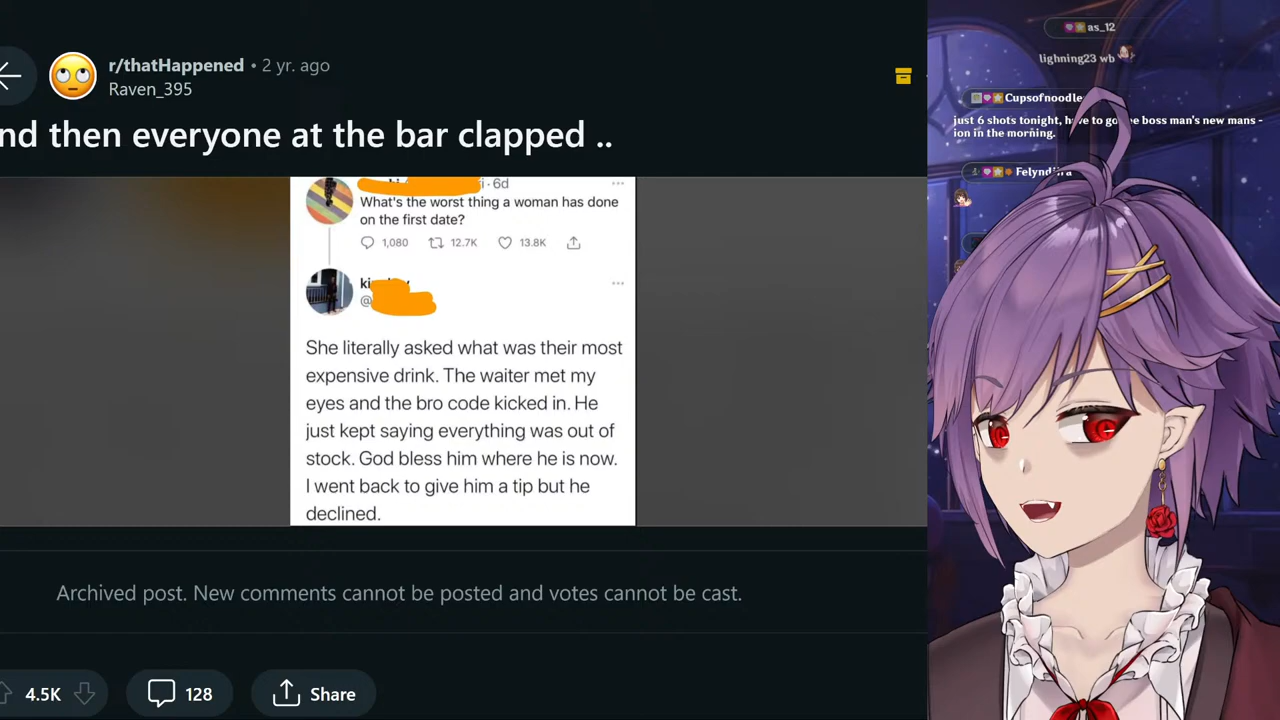 r/thatHappened • 2 yr. ago
Raven_395
nd then everyone at the bar clapped ..
6d
What's the worst thing a woman has done
on the first date?
1,080 12.7K 13.8K
@
She literally asked what was their most
expensive drink. The waiter met my
eyes and the bro code kicked in. He
just kept saying everything was out of
stock. God bless him where he is now.
I went back to give him a tip but he
declined.
Archived post. New comments cannot be posted and votes cannot be cast.
4.5K 128 Share
as_12
lighning23 wb
Cupsofnoodle
just 6 shots tonight, boss man's new mans -
ion in the morning.